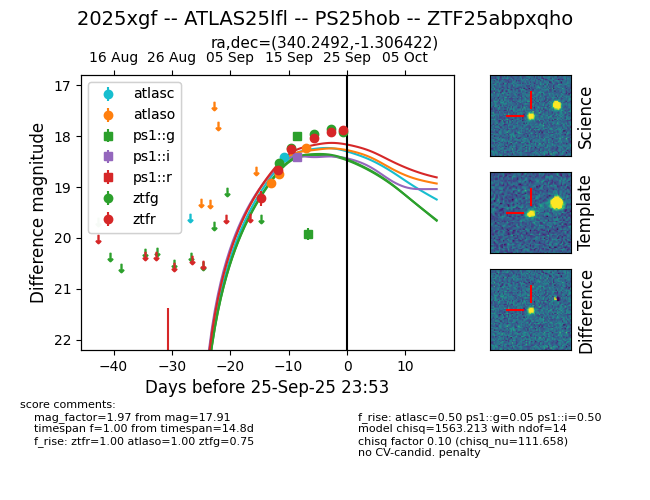 2025xgf -- ATLAS25lfl -- PS25hob -- ZTF25abpxqho
ra,dec=(340.2492,-1.306422)
16 Aug 26 Aug 05 Sep 15 Sep 25 Sep 05 Oct
17
18
19
20
21
22
Difference magnitude
atlasc
atlaso
ps1::g
ps1::i
ps1::r
ztfg
ztfr
−40 −30 −20 −10 0 10
Days before 25-Sep-25 23:53
Science
Template
Difference
score comments:
mag_factor=1.97 from mag=17.91
timespan f=1.00 from timespan=14.8d
f_rise: ztfr=1.00 atlaso=1.00 ztfg=0.75
f_rise: atlasc=0.50 ps1::g=0.05 ps1::i=0.50
model chisq=1563.213 with ndof=14
chisq factor 0.10 (chisq_nu=111.658)
no CV-candid. penalty